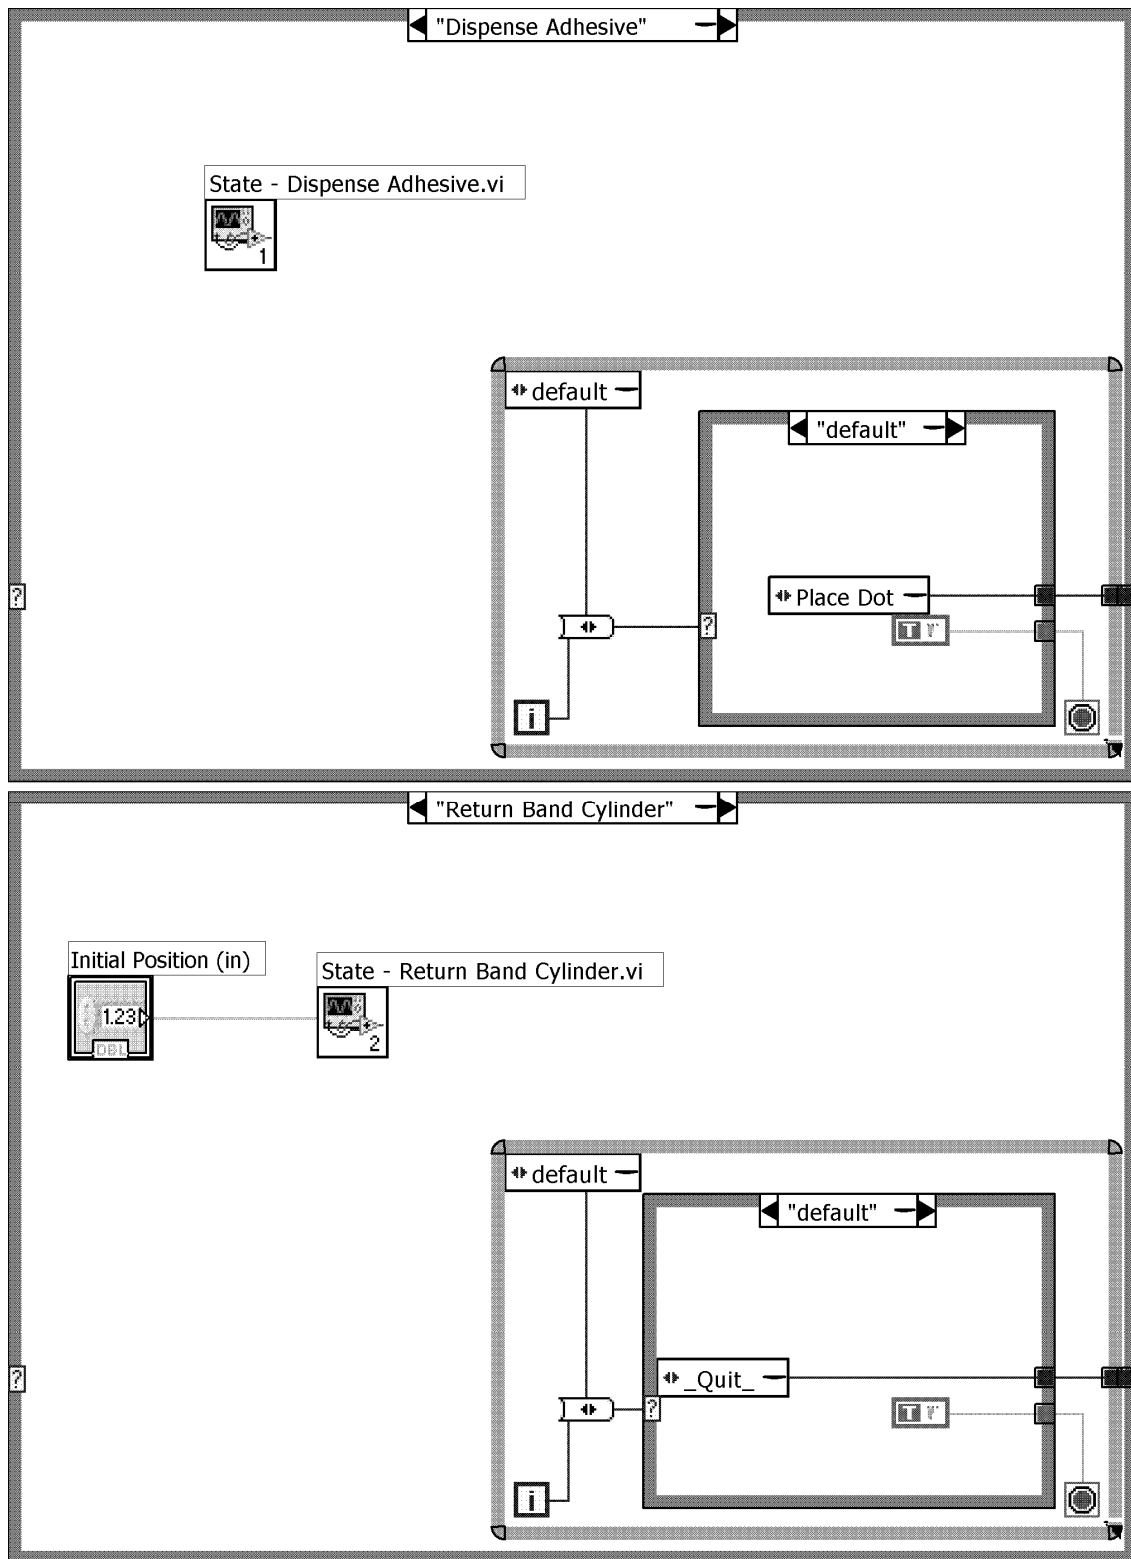 "Dispense Adhesive"
State - Dispense Adhesive.vi
1
default
"default"
Place Dot
?
?
T
i
"Return Band Cylinder"
Initial Position (in)
State - Return Band Cylinder.vi
1.23
DBL
2
default
"default"
_Quit_
?
?
T
i